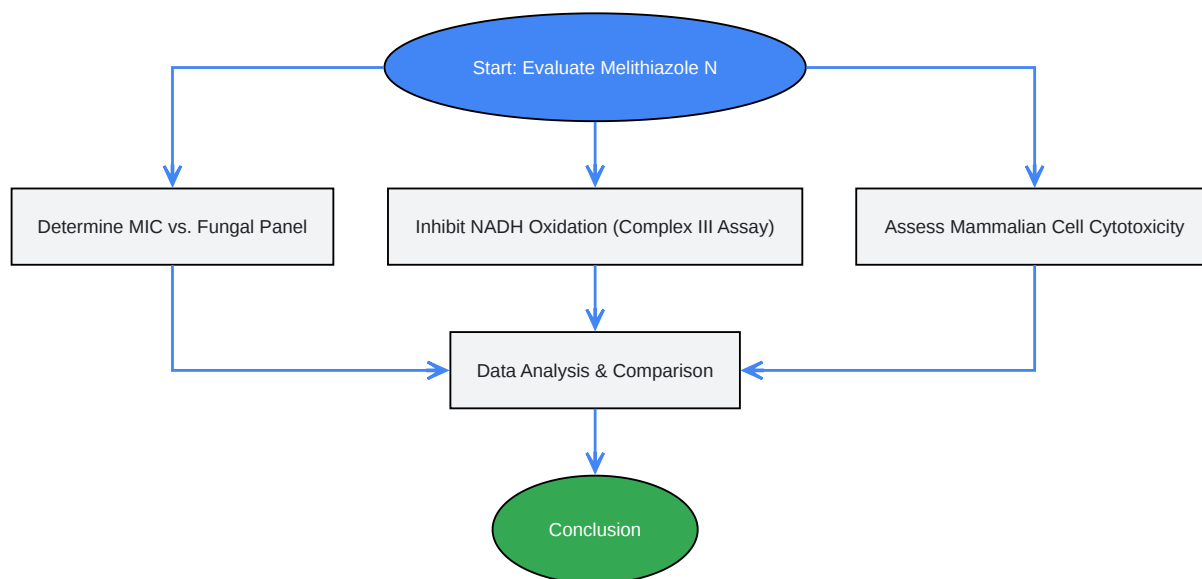 Start: Evaluate Melithiazole N
Determine MIC vs. Fungal Panel
Inhibit NADH Oxidation (Complex III Assay)
Assess Mammalian Cell Cytotoxicity
Data Analysis & Comparison
Conclusion